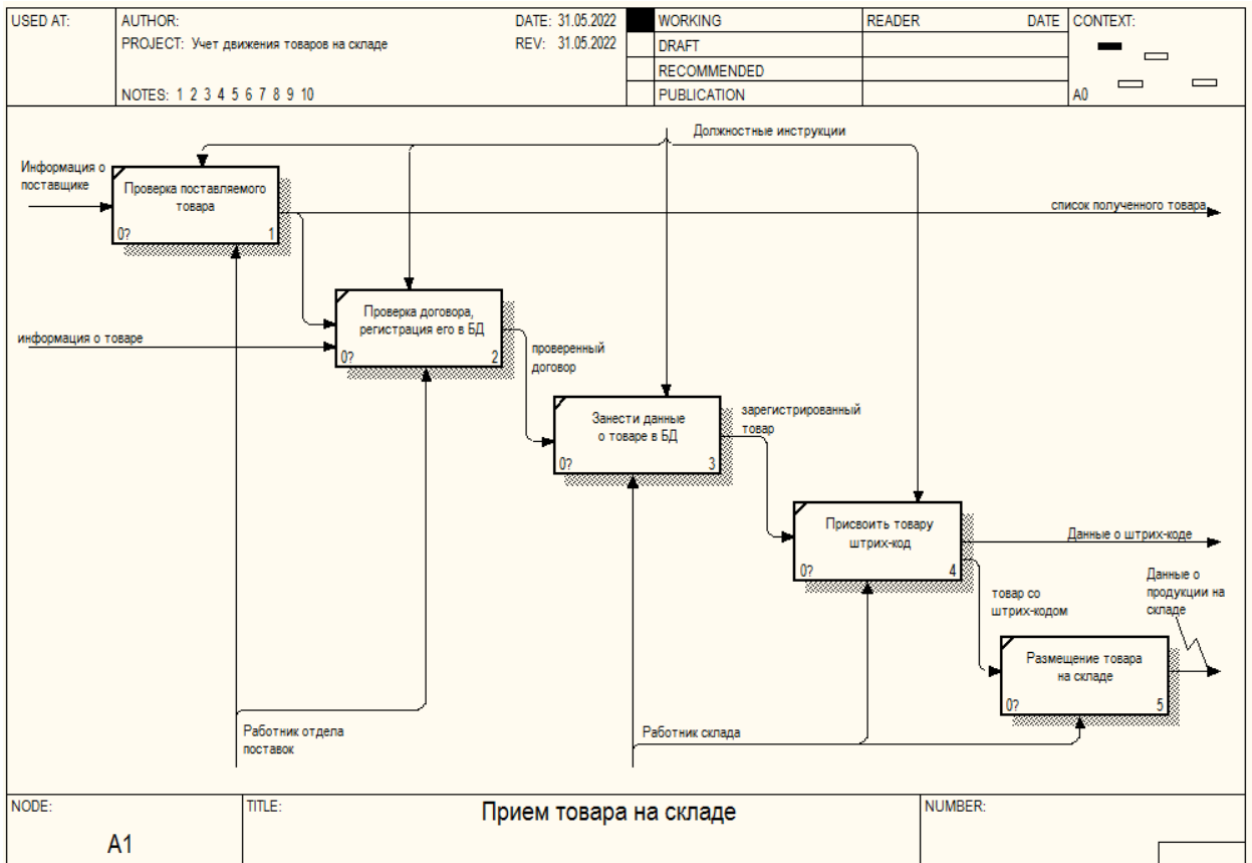 USED AT:
AUTHOR:
DATE: 31.05.2022
PROJECT: Учет движения товаров на складе
REV: 31.05.2022
NOTES: 1 2 3 4 5 6 7 8 9 10
WORKING
DRAFT
RECOMMENDED
PUBLICATION
READER
DATE
CONTEXT:
A0
Должностные инструкции
Информация о
поставщике
Проверка поставляемого
товара
0?
1
список полученного товара
Проверка договора,
регистрация его в БД
0?
2
информация о товаре
проверенный
договор
Занести данные
о товаре в БД
0?
3
зарегистрированный
товар
Присвоить товару
штрих-код
0?
4
Данные о штрих-коде
товар со
штрих-кодом
Данные о
продукции на
складе
Размещение товара
на складе
0?
5
Работник отдела
поставок
Работник склада
NODE:
A1
TITLE:
Прием товара на складе
NUMBER: